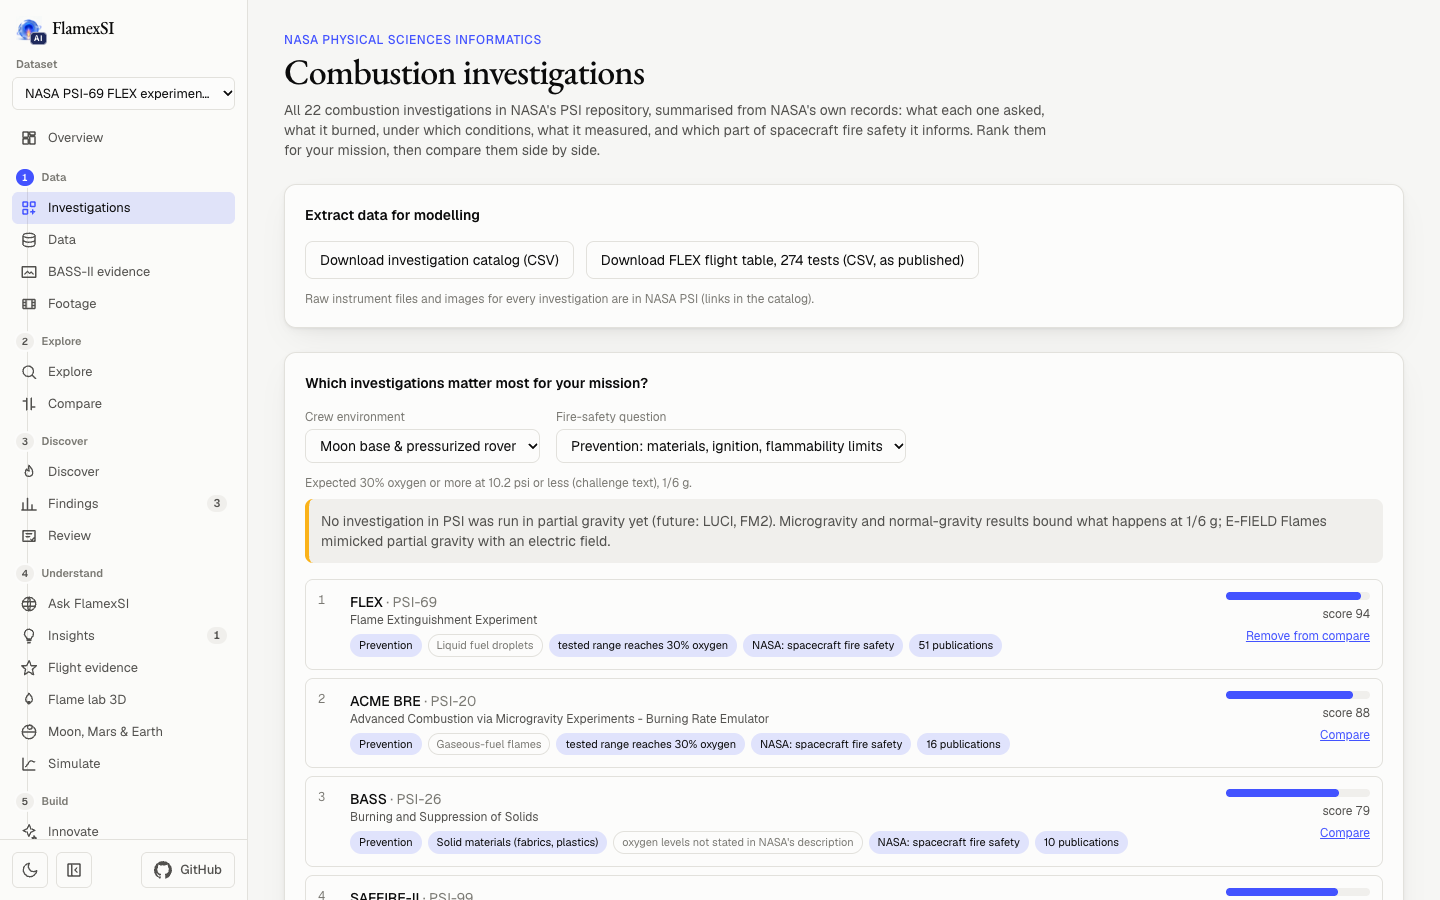 AI
FlamexSI
Dataset
NASA PSI-69 FLEX experimen...
Overview
1 Data
Investigations
Data
BASS-II evidence
Footage
2 Explore
Explore
Compare
3 Discover
Discover
Findings 3
Review
4 Understand
Ask FlamexSI
Insights 1
Flight evidence
Flame lab 3D
Moon, Mars & Earth
Simulate
5 Build
Innovate
GitHub
NASA PHYSICAL SCIENCES INFORMATICS
Combustion investigations
All 22 combustion investigations in NASA's PSI repository, summarised from NASA's own records: what each one asked,
what it burned, under which conditions, what it measured, and which part of spacecraft fire safety it informs. Rank them
for your mission, then compare them side by side.
Extract data for modelling
Download investigation catalog (CSV)
Download FLEX flight table, 274 tests (CSV, as published)
Raw instrument files and images for every investigation are in NASA PSI (links in the catalog).
Which investigations matter most for your mission?
Crew environment
Fire-safety question
Moon base & pressurized rover
Prevention: materials, ignition, flammability limits
Expected 30% oxygen or more at 10.2 psi or less (challenge text), 1/6 g.
No investigation in PSI was run in partial gravity yet (future: LUCI, FM2). Microgravity and normal-gravity results bound what happens at 1/6 g; E-FIELD Flames
mimicked partial gravity with an electric field.
1 FLEX · PSI-69
Flame Extinguishment Experiment
Prevention Liquid fuel droplets tested range reaches 30% oxygen NASA: spacecraft fire safety 51 publications
score 94
Remove from compare
2 ACME BRE · PSI-20
Advanced Combustion via Microgravity Experiments - Burning Rate Emulator
Prevention Gaseous-fuel flames tested range reaches 30% oxygen NASA: spacecraft fire safety 16 publications
score 88
Compare
3 BASS · PSI-26
Burning and Suppression of Solids
Prevention Solid materials (fabrics, plastics) oxygen levels not stated in NASA's description NASA: spacecraft fire safety 10 publications
score 79
Compare
4 SAFFIRE-II · PSI-99